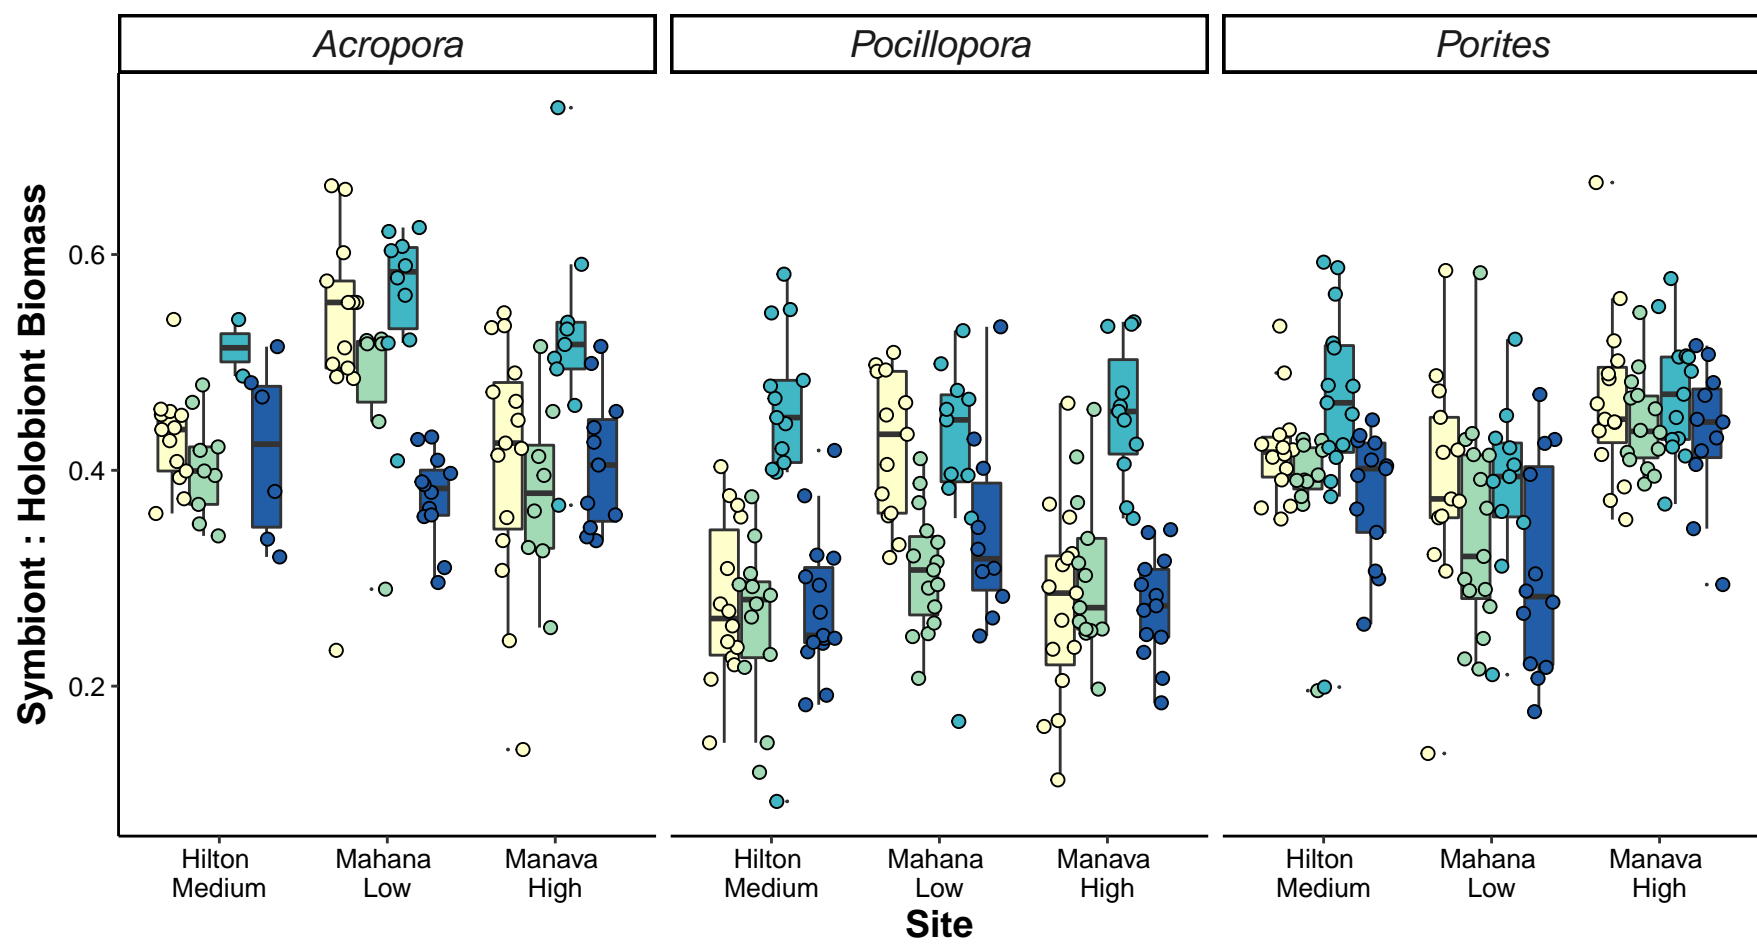 Acropora
Pocillopora
Porites
Symbiont : Holobiont Biomass
0.6
0.4
0.2
Hilton
Medium
Mahana
Low
Manava
High
Hilton
Medium
Mahana
Low
Manava
High
Hilton
Medium
Mahana
Low
Manava
High
Site